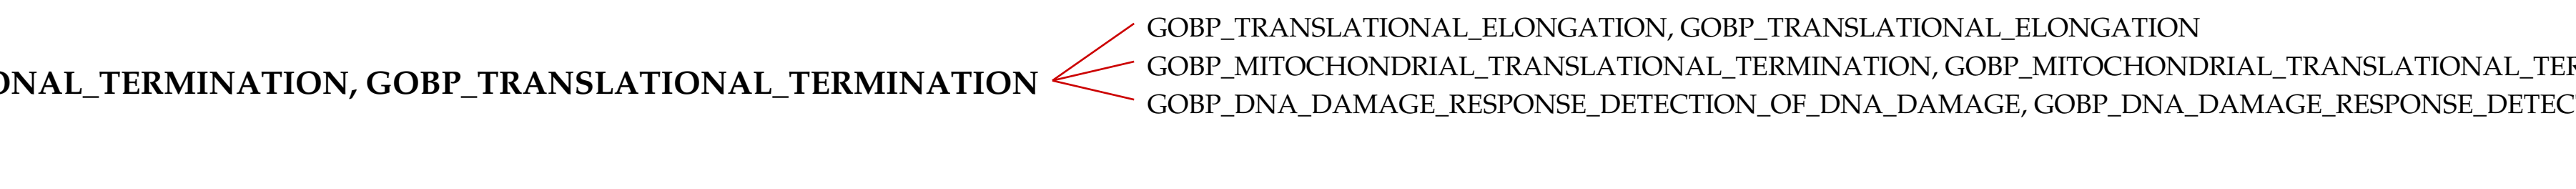 GOBP_TRANSLATIONAL_ELONGATION, GOBP_TRANSLATIONAL_ELONGATION
GOBP_MITOCHONDRIAL_TRANSLATIONAL_TERMINATION, GOBP_MITOCHONDRIAL_TRANSLATIONAL_TER
ONAL_TERMINATION, GOBP_TRANSLATIONAL_TERMINATION
GOBP_DNA_DAMAGE_RESPONSE_DETECTION_OF_DNA_DAMAGE, GOBP_DNA_DAMAGE_RESPONSE_DETEC